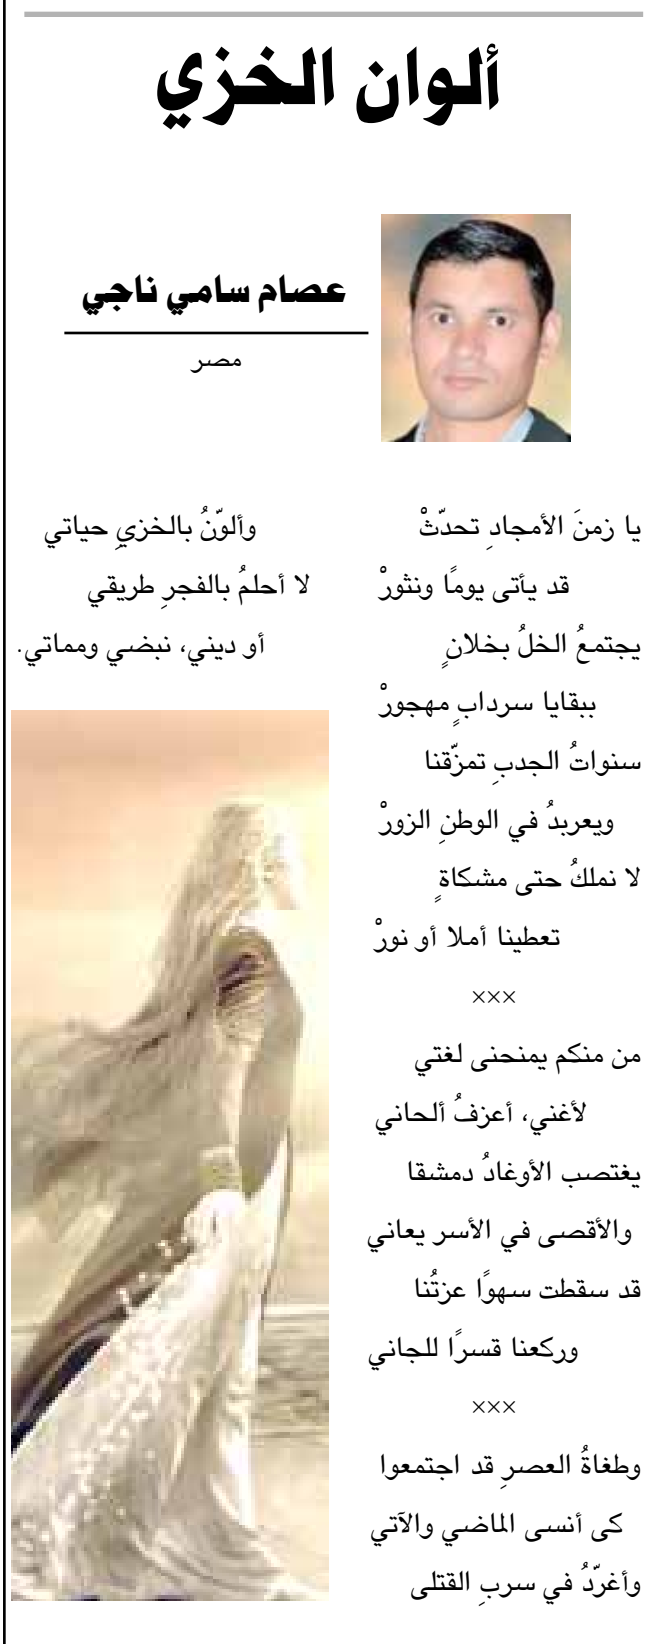 ألوان الخزي
عصام سامي ناجي
مصر
يا زمنَ الأمجادِ تحدّثْ
قد يأتى يومًا ونثورْ
يجتمعُ الخلُ بخلانٍ
ببقايا سردابٍ مهجورْ
سنواتُ الجدبِ تمزّقنا
ويعربدُ في الوطنِ الزورْ
لا نملكُ حتى مشكاةٍ
تعطينا أملا أو نورْ
×××
من منكم يمنحنى لغتي
لأغني، أعزفُ ألحاني
يغتصب الأوغادُ دمشقا
والأقصى في الأسر يعاني
قد سقطت سهوًا عزتُنا
وركعنا قسرًا للجاني
×××
وطغاةُ العصرِ قد اجتمعوا
كى أنسى الماضي والآتي
وأغرّدُ في سربِ القتلى
وألوّنُ بالخزيِ حياتي
لا أحلمُ بالفجرِ طريقي
أو ديني، نبضي ومماتي.